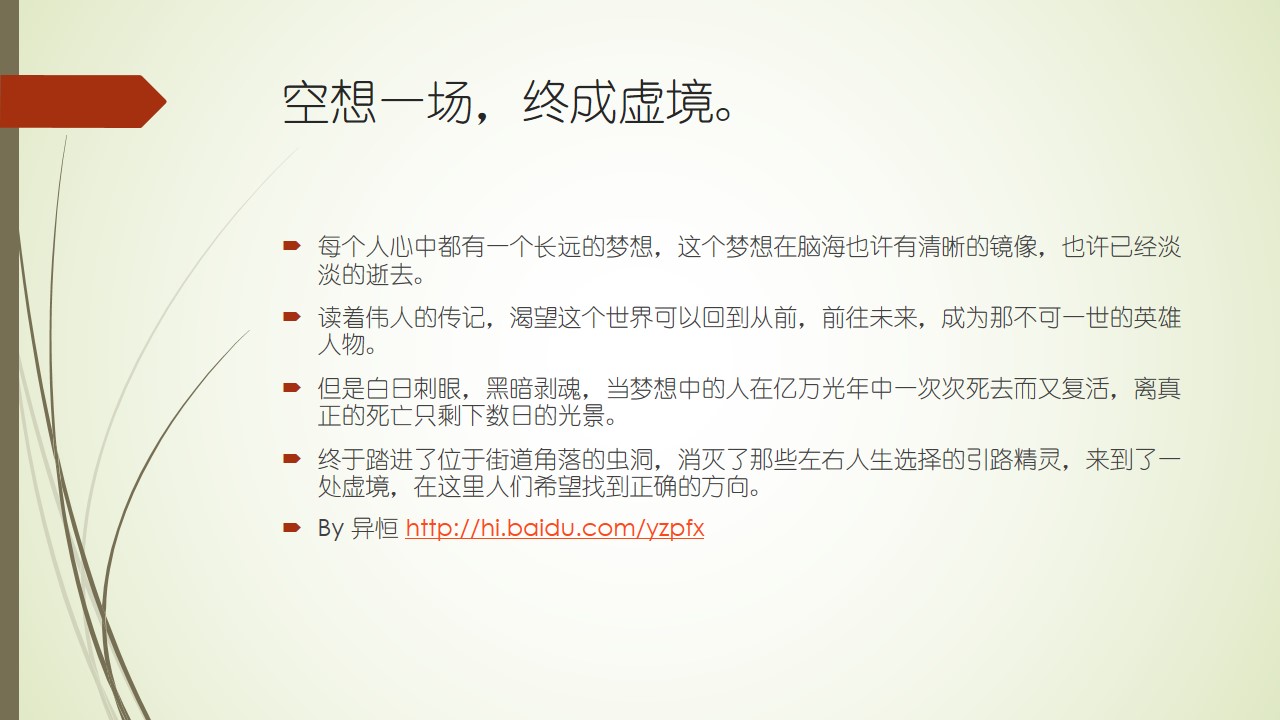 空想一场，终成虚境。
每个人心中都有一个长远的梦想，这个梦想在脑海也许有清晰的镜像，也许已经淡
淡的逝去。
读着伟人的传记，渴望这个世界可以回到从前，前往未来，成为那不可一世的英雄
人物。
但是白日刺眼，黑暗剥魂，当梦想中的人在亿万光年中一次次死去而又复活，离真
正的死亡只剩下数日的光景。
终于踏进了位于街道角落的虫洞，消灭了那些左右人生选择的引路精灵，来到了一
处虚境，在这里人们希望找到正确的方向。
By 异恒 http://hi.baidu.com/yzpfx